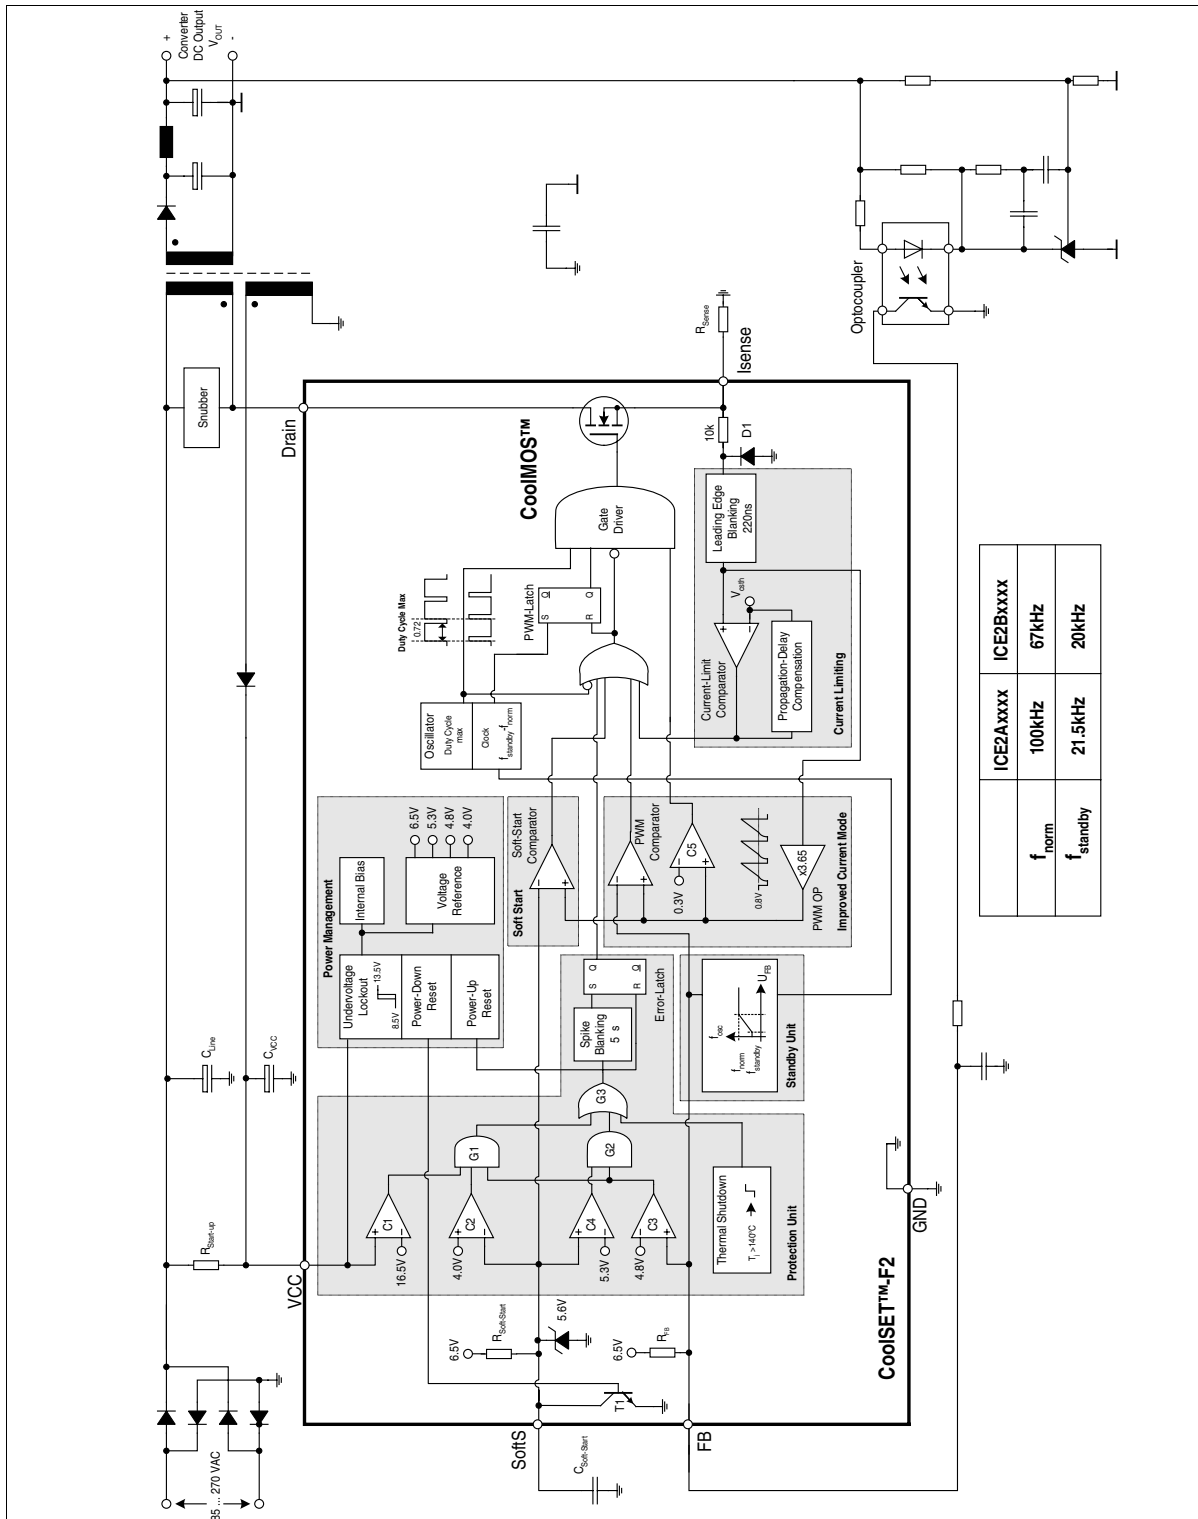 Converter
DC Output
VOUT
+
-
Snubber
Drain
CoolMOS™
Gate
Driver
RSense
Isense
10k
D1
Optocoupler
Duty Cycle Max
0.72
PWM-Latch
S Q
R Q
Oscillator
Duty Cycle
max
Clock
fstandby-fnorm
Leading Edge
Blanking
220ns
Vcsth
+
-
Current-Limit
Comparator
Propagation-Delay
Compensation
Current Limiting
Power Management
Internal Bias
Voltage
Reference
6.5V
5.3V
4.8V
4.0V
Undervoltage
Lockout
13.5V
8.5V
Power-Down
Reset
Power-Up
Reset
Soft-Start
Comparator
-
+
Soft Start
PWM
Comparator
-
+
C5
-
+
0.3V
0.8V
x3.65
PWM OP
Improved Current Mode
S Q
R Q
Error-Latch
Spike
Blanking
5 s
fosc
fnorm
fstandby
UFB
Standby Unit
CLine
CVCC
G1
G2
G3
C1
+
-
16.5V
C2
+
-
4.0V
C4
+
-
5.3V
C3
-
+
4.8V
Thermal Shutdown
Tj >140°C
Protection Unit
RStart-up
VCC
6.5V
RSoft-Start
5.6V
6.5V
RFB
T1
CoolSET™-F2
GND
SoftS
CSoft-Start
FB
85 ... 270 VAC
ICE2Axxxx ICE2Bxxxx
fnorm 100kHz 67kHz
fstandby 21.5kHz 20kHz